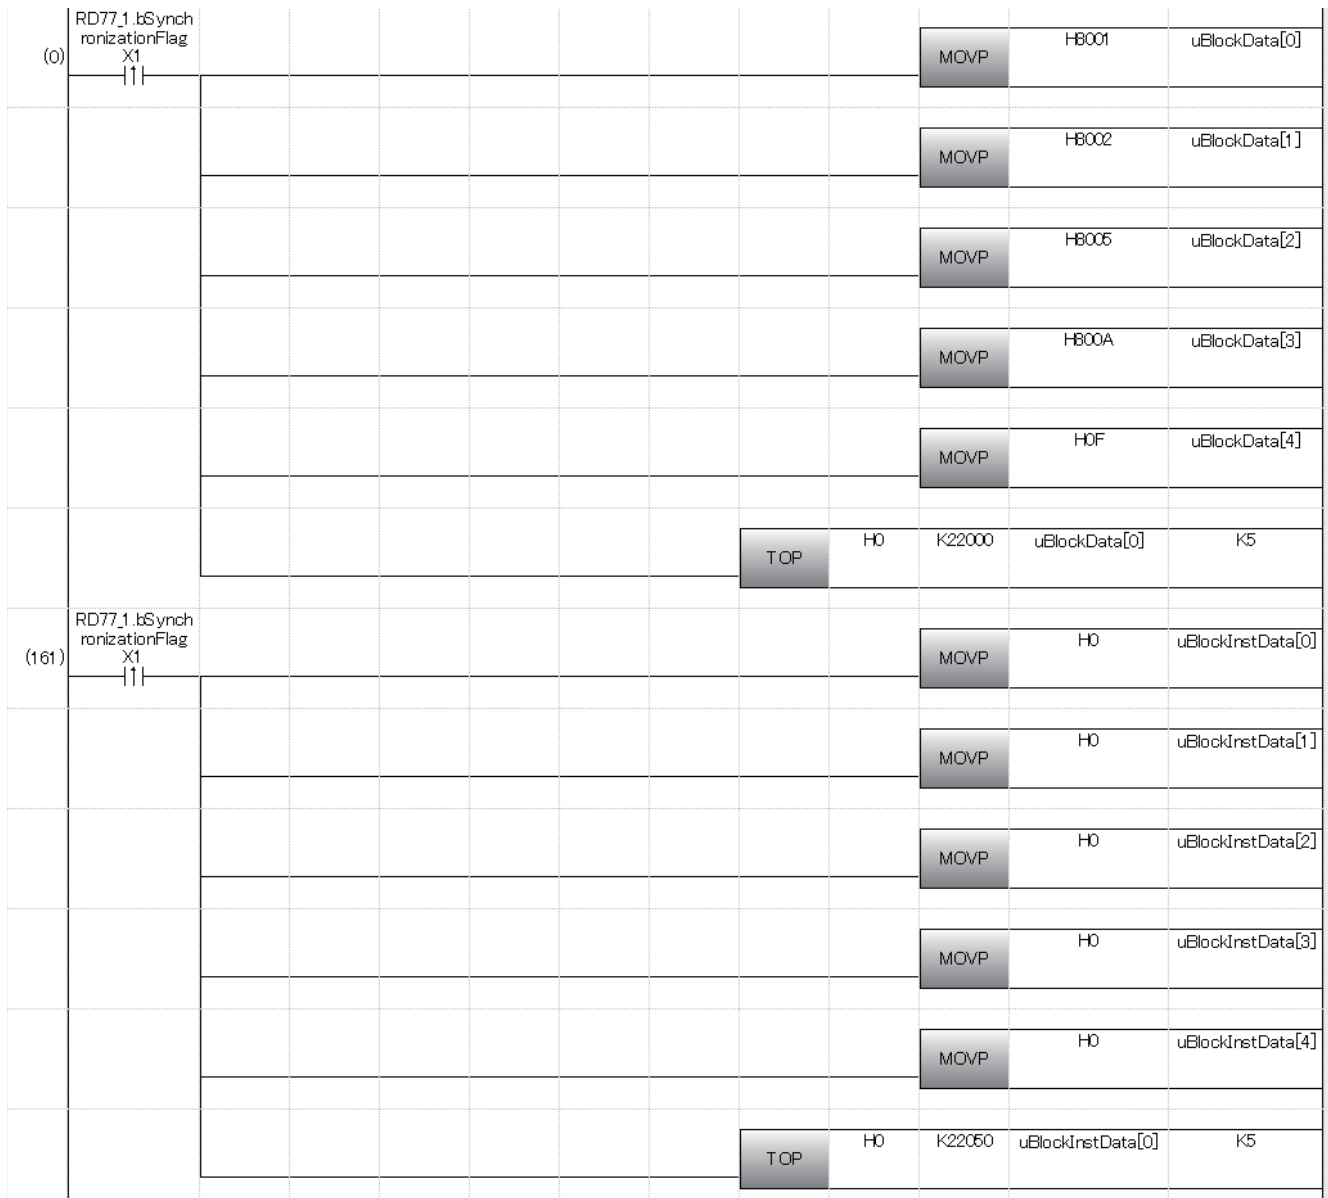 RD77_1.bSynch
ronizationFlag
(0) X1
MOVP H8001 uBlockData[0]
MOVP H8002 uBlockData[1]
MOVP H8005 uBlockData[2]
MOVP H800A uBlockData[3]
MOVP H0F uBlockData[4]
TOP H0 K22000 uBlockData[0] K5
RD77_1.bSynch
ronizationFlag
(161) X1
MOVP H0 uBlockInstData[0]
MOVP H0 uBlockInstData[1]
MOVP H0 uBlockInstData[2]
MOVP H0 uBlockInstData[3]
MOVP H0 uBlockInstData[4]
TOP H0 K22050 uBlockInstData[0] K5